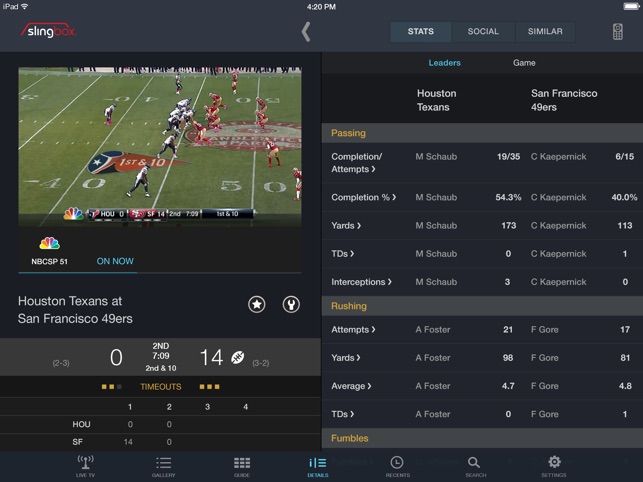 iPad
4:20 PM
slingbox
STATS
SOCIAL
SIMILAR
Leaders
Game
Houston Texans
San Francisco 49ers
Passing
Completion/ Attempts ❯ M Schaub 19/35 C Kaepernick 6/15
Completion % ❯ M Schaub 54.3% C Kaepernick 40.0%
Yards ❯ M Schaub 173 C Kaepernick 113
TDs ❯ M Schaub 0 C Kaepernick 1
Interceptions ❯ M Schaub 3 C Kaepernick 0
Rushing
Attempts ❯ A Foster 21 F Gore 17
Yards ❯ A Foster 98 F Gore 81
Average ❯ A Foster 4.7 F Gore 4.8
TDs ❯ A Foster 0 F Gore 1
Fumbles
1st & 10
HOU 0 SF 14 2nd 7:09 1st & 10
NBCSP 51
ON NOW
Houston Texans at
San Francisco 49ers
(2-3) 0 2ND 14 (3-2)
7:09
2nd & 10
TIMEOUTS
1 2 3 4
HOU 0 0
SF 14 0
LIVE TV
GALLERY
GUIDE
DETAILS
RECENTS
SEARCH
SETTINGS